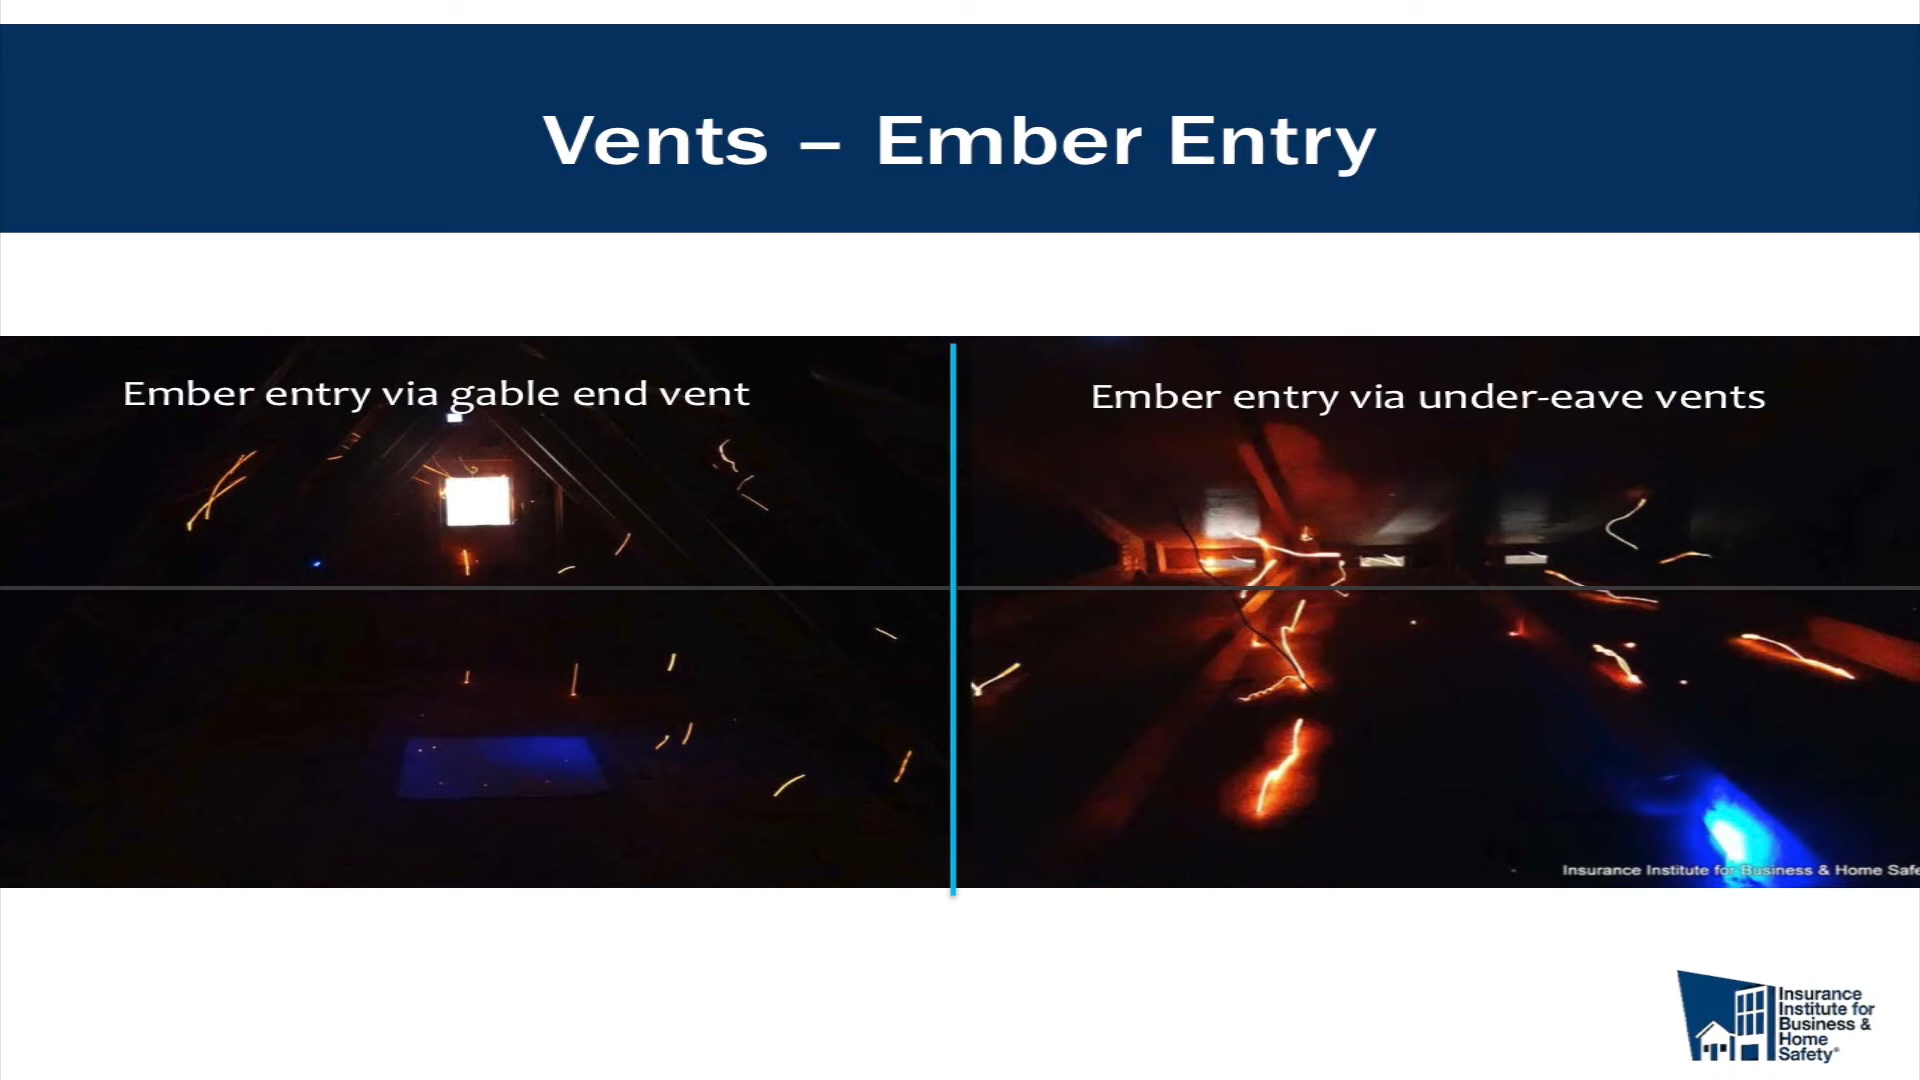 Vents – Ember Entry
Ember entry via gable end vent
Ember entry via under-eave vents
Insurance Institute for Business & Home Safe
Insurance
Institute for
Business &
Home
Safety®